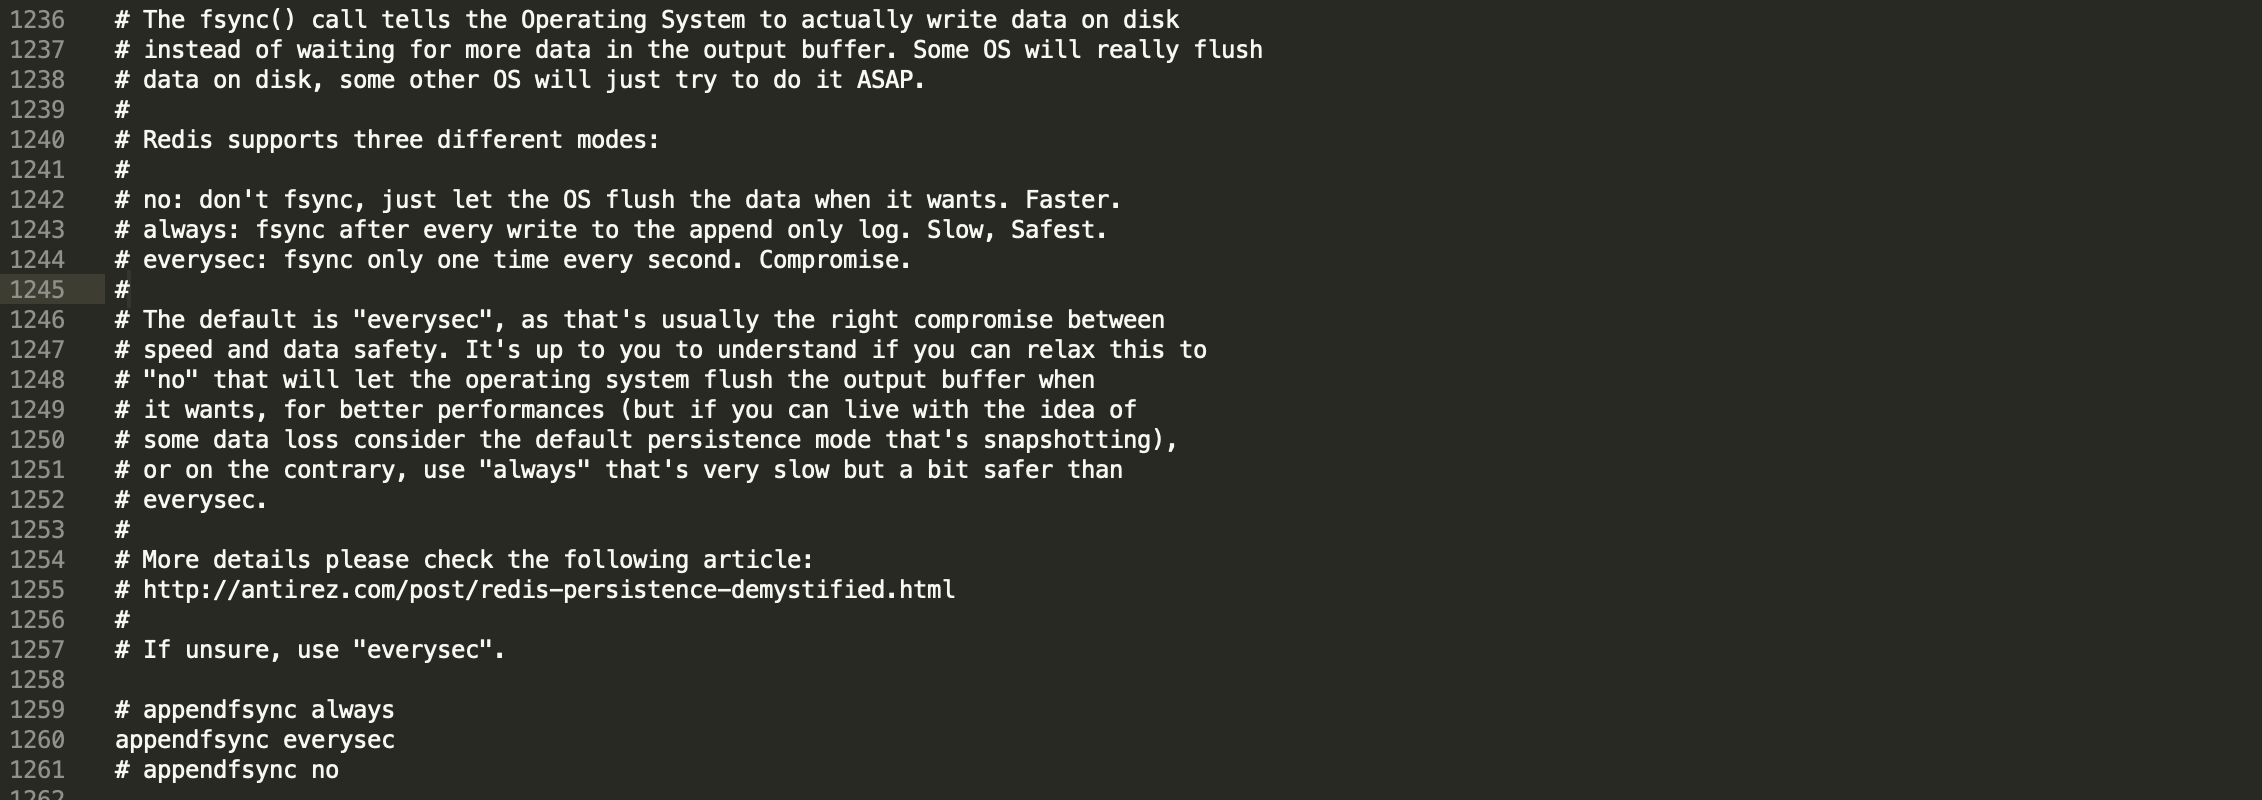 1236 # The fsync() call tells the Operating System to actually write data on disk
1237 # instead of waiting for more data in the output buffer. Some OS will really flush
1238 # data on disk, some other OS will just try to do it ASAP.
1239 #
1240 # Redis supports three different modes:
1241 #
1242 # no: don't fsync, just let the OS flush the data when it wants. Faster.
1243 # always: fsync after every write to the append only log. Slow, Safest.
1244 # everysec: fsync only one time every second. Compromise.
1245 #
1246 # The default is "everysec", as that's usually the right compromise between
1247 # speed and data safety. It's up to you to understand if you can relax this to
1248 # "no" that will let the operating system flush the output buffer when
1249 # it wants, for better performances (but if you can live with the idea of
1250 # some data loss consider the default persistence mode that's snapshotting),
1251 # or on the contrary, use "always" that's very slow but a bit safer than
1252 # everysec.
1253 #
1254 # More details please check the following article:
1255 # http://antirez.com/post/redis-persistence-demystified.html
1256 #
1257 # If unsure, use "everysec".
1258
1259 # appendfsync always
1260 appendfsync everysec
1261 # appendfsync no
1262